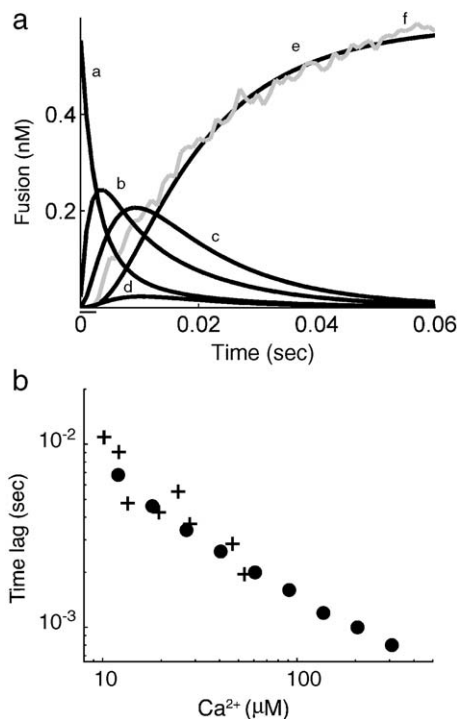 a
f
e
a
b
c
d
0.4
0.2
Fusion (nM)
0 0.02 0.04 0.06
Time (sec)
b
10⁻²
10⁻³
Time lag (sec)
10 100
Ca²⁺ (μM)